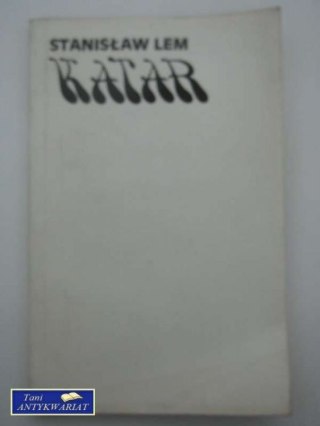 STANISŁAW LEM
KATAR
Tani
ANTYKWARIAT